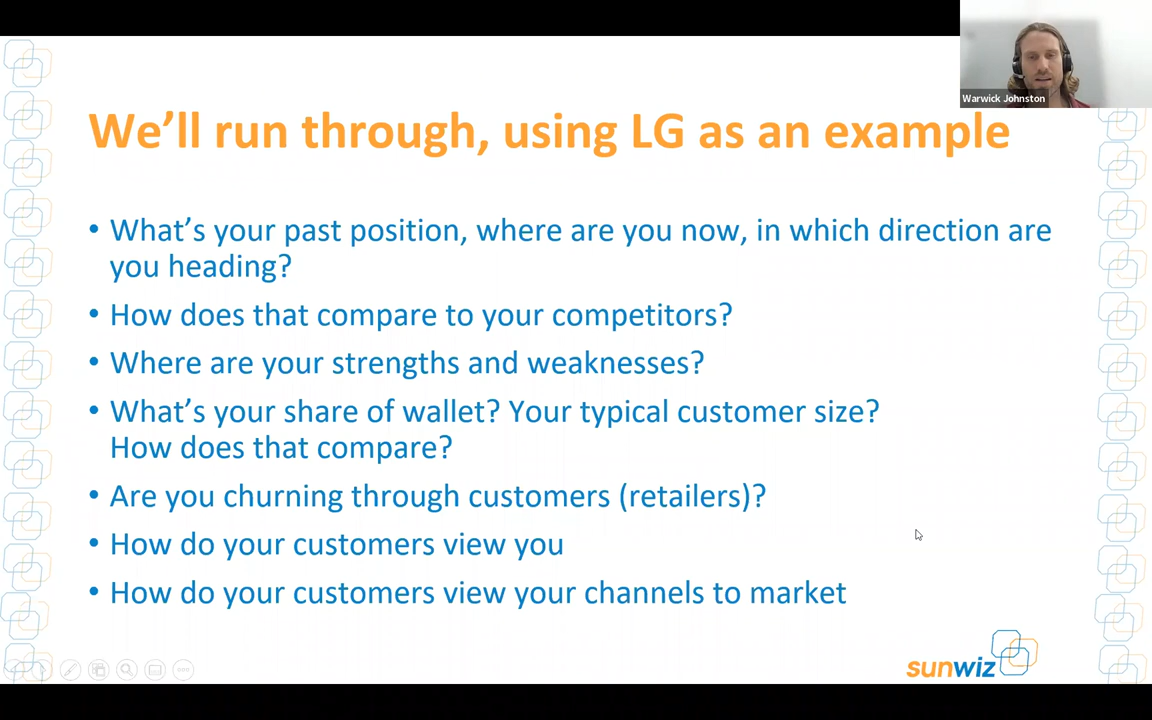 Warwick Johnston
We’ll run through, using LG as an example
• What’s your past position, where are you now, in which direction are
you heading?
• How does that compare to your competitors?
• Where are your strengths and weaknesses?
• What’s your share of wallet? Your typical customer size?
How does that compare?
• Are you churning through customers (retailers)?
• How do your customers view you
• How do your customers view your channels to market
sunwiz